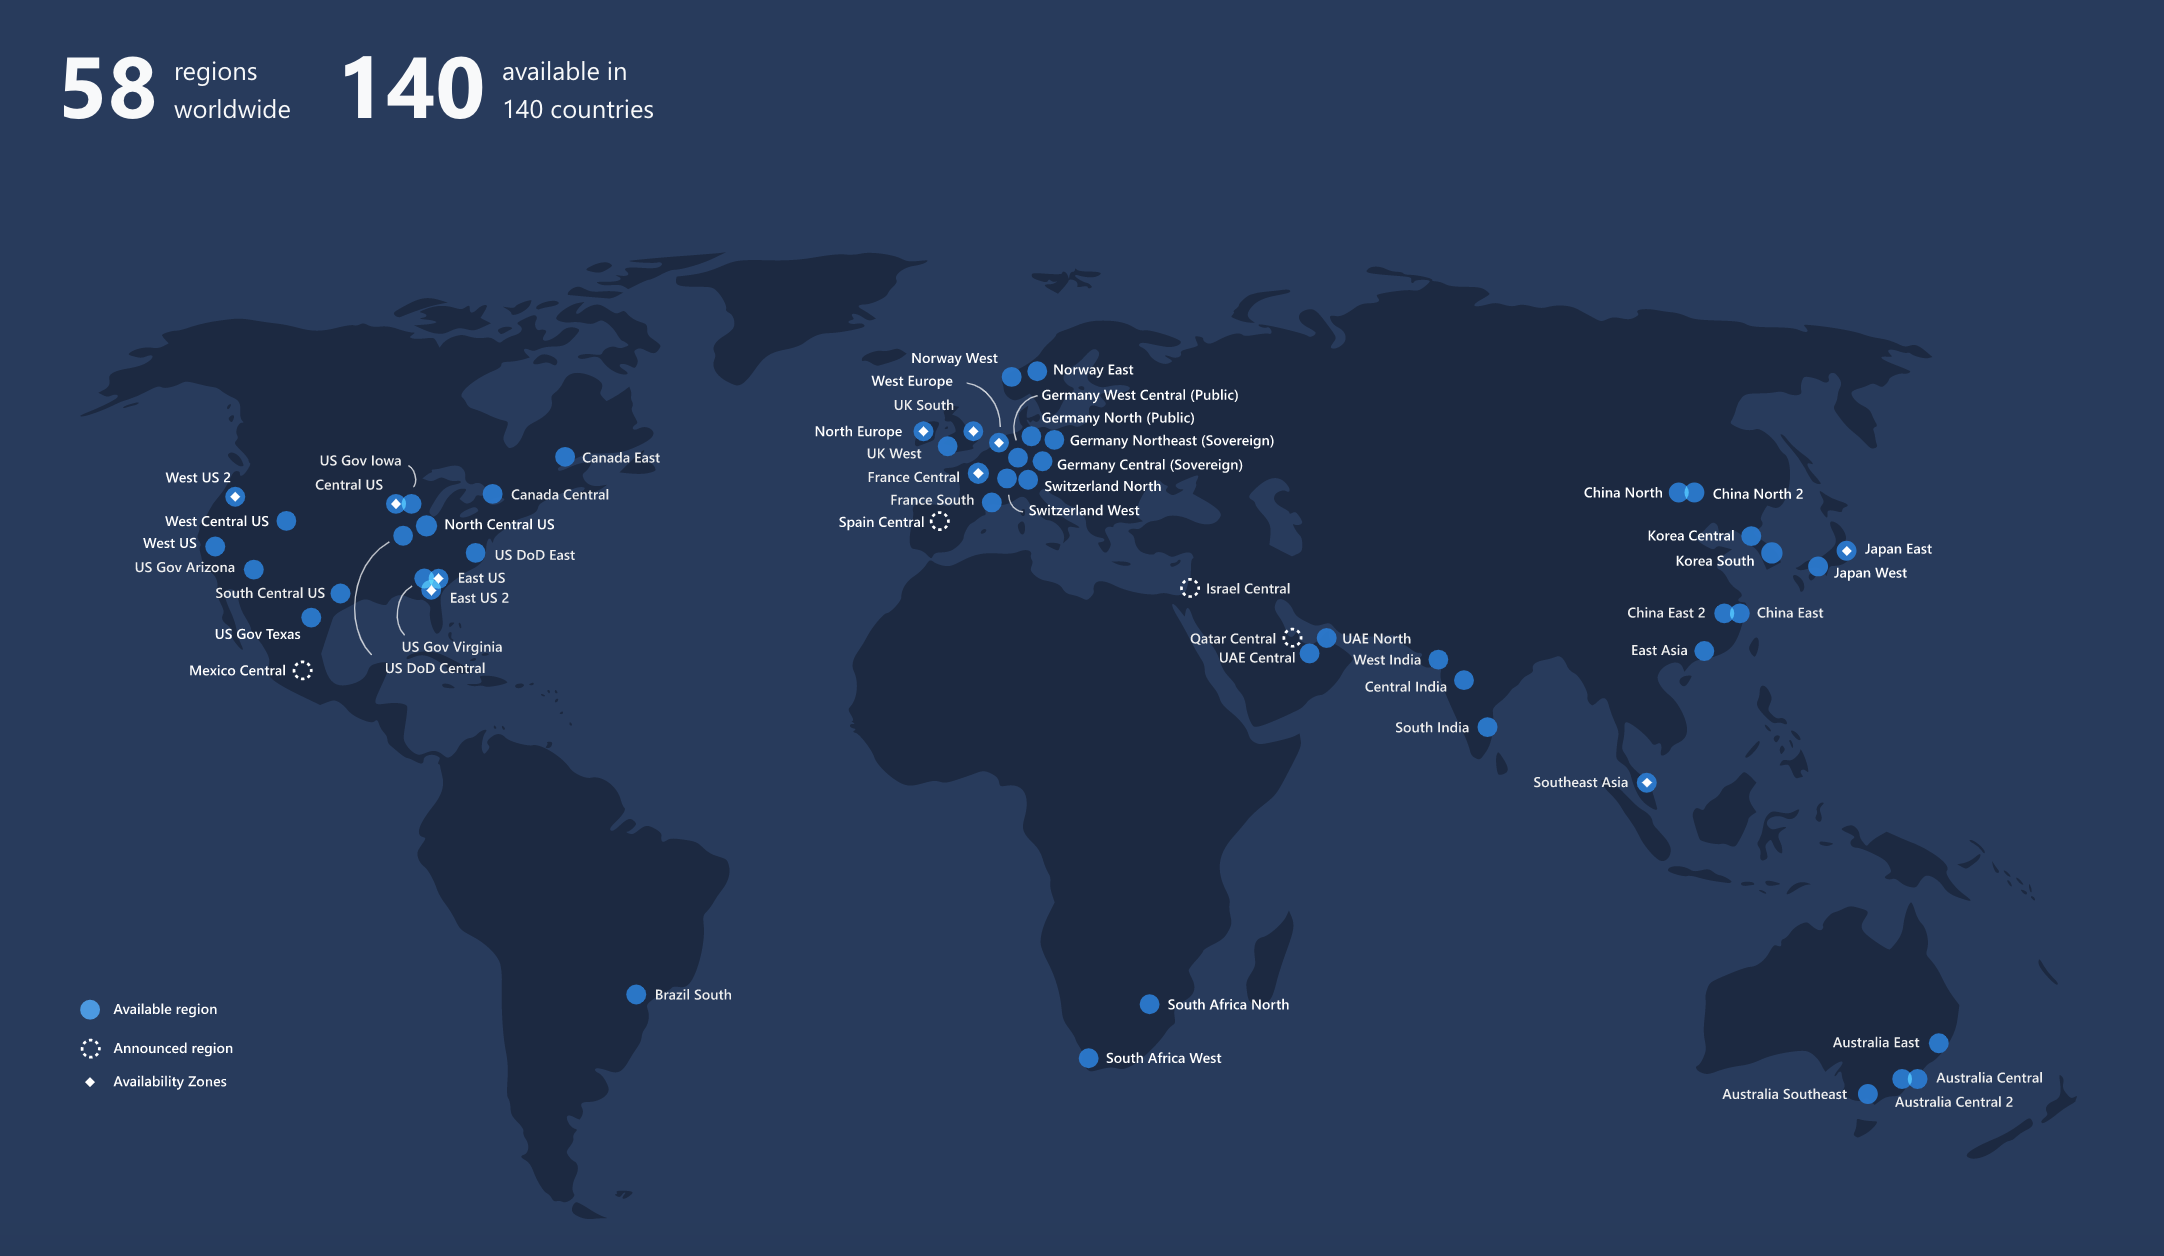 58
regions
worldwide
140
available in
140 countries
Norway West
Norway East
West Europe
Germany West Central (Public)
UK South
Germany North (Public)
North Europe
Germany Northeast (Sovereign)
UK West
Germany Central (Sovereign)
France Central
Switzerland North
France South
Switzerland West
Spain Central
US Gov Iowa
Canada East
West US 2
Central US
Canada Central
West Central US
North Central US
West US
US DoD East
US Gov Arizona
East US
South Central US
East US 2
US Gov Texas
US Gov Virginia
US DoD Central
Mexico Central
China North
China North 2
Korea Central
Japan East
Korea South
Japan West
Israel Central
China East 2
China East
Qatar Central
UAE North
East Asia
UAE Central
West India
Central India
South India
Southeast Asia
Brazil South
South Africa North
South Africa West
Australia East
Australia Central
Australia Southeast
Australia Central 2
Available region
Announced region
Availability Zones